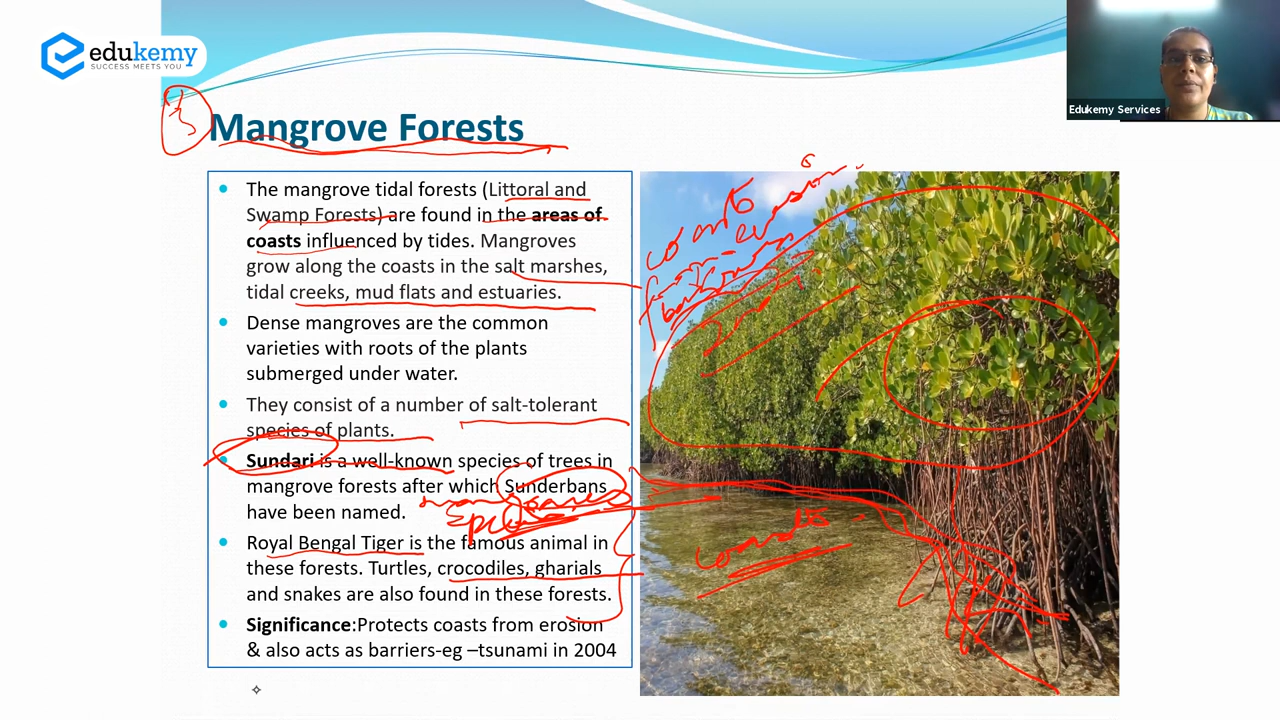 edukemy
SUCCESS MEETS YOU
Edukemy Services
3
Mangrove Forests
The mangrove tidal forests (Littoral and
Swamp Forests) are found in the areas of
coasts influenced by tides. Mangroves
grow along the coasts in the salt marshes,
tidal creeks, mud flats and estuaries.
Dense mangroves are the common
varieties with roots of the plants
submerged under water.
They consist of a number of salt-tolerant
species of plants.
Sundari is a well-known species of trees in
mangrove forests after which Sunderbans
have been named.
Royal Bengal Tiger is the famous animal in
these forests. Turtles, crocodiles, gharials
and snakes are also found in these forests.
Significance:Protects coasts from erosion
& also acts as barriers-eg –tsunami in 2004
coasts
from - erosion
coasts